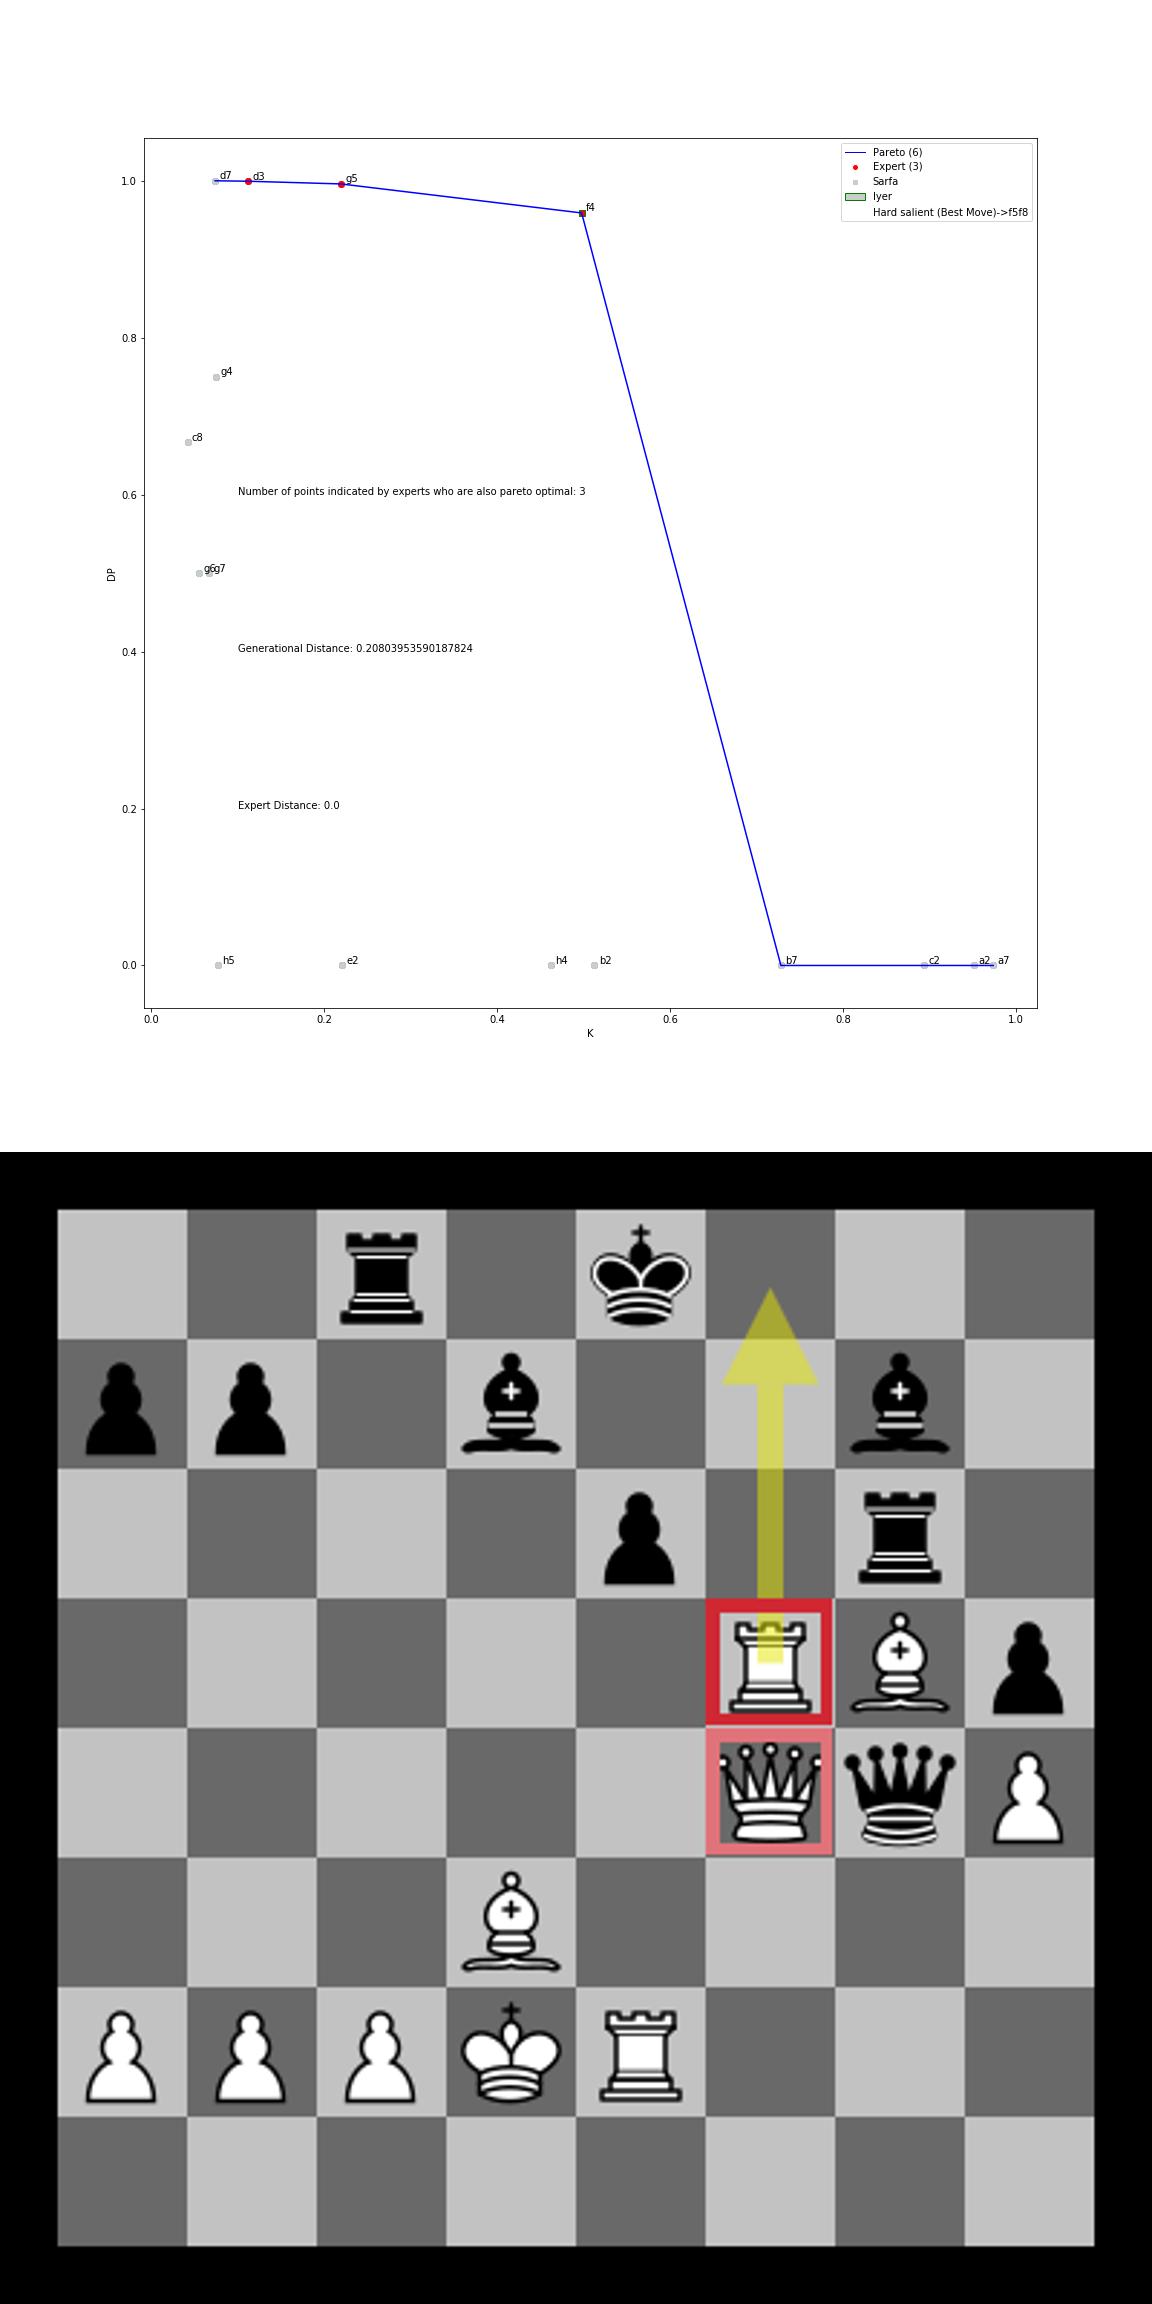 Pareto (6)
Expert (3)
Sarfa
Iyer
Hard salient (Best Move)->f5f8
1.0
0.8
0.6
0.4
0.2
0.0
DP
d7
d3
g5
f4
g4
c8
Number of points indicated by experts who are also pareto optimal: 3
g6
g7
Generational Distance: 0.20803953590187824
Expert Distance: 0.0
h5
e2
h4
b2
b7
c2
a2
a7
0.0
0.2
0.4
0.6
0.8
1.0
K